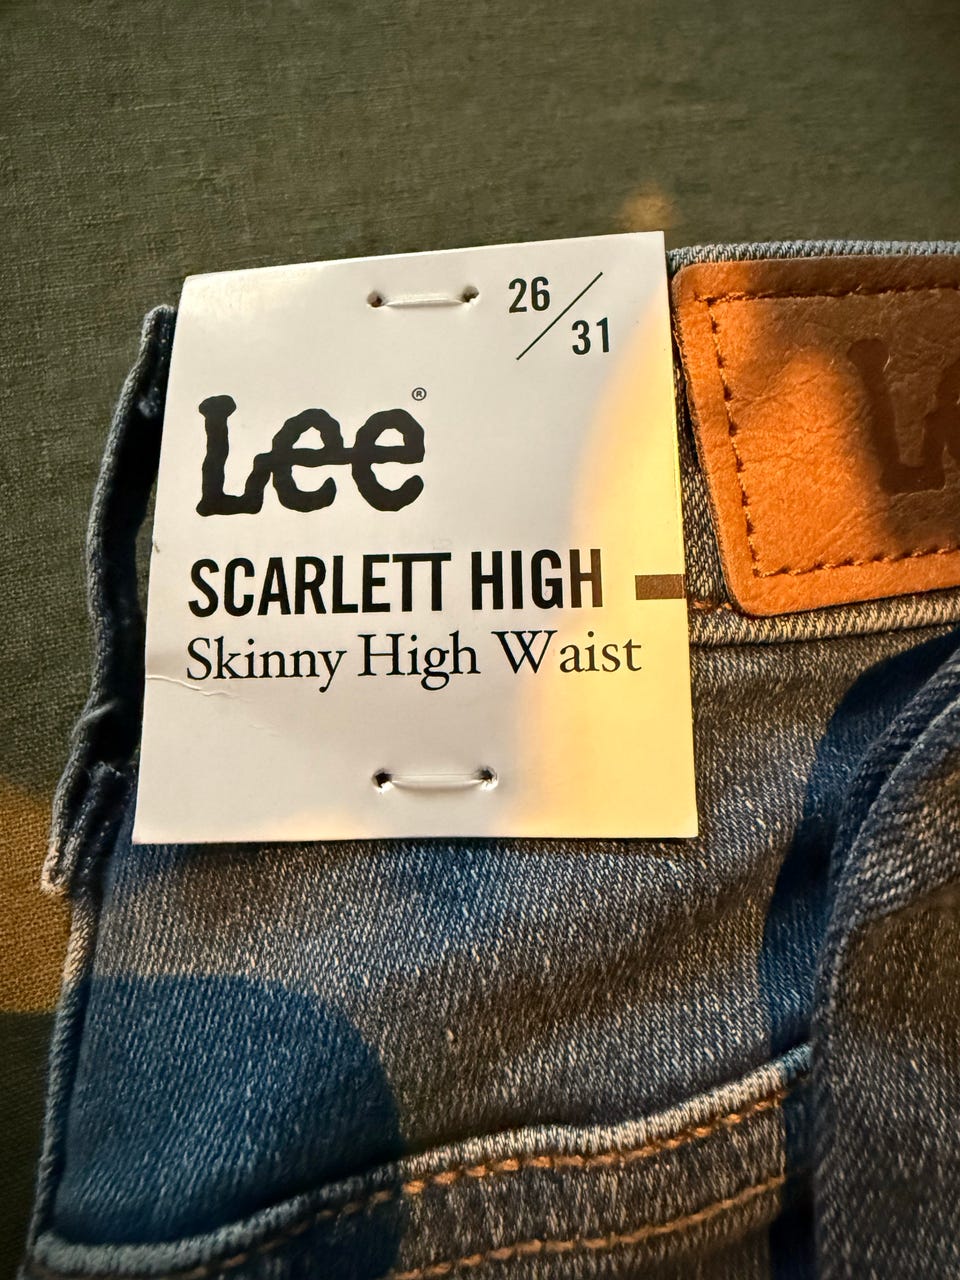 26/31
Lee®
SCARLETT HIGH
Skinny High Waist